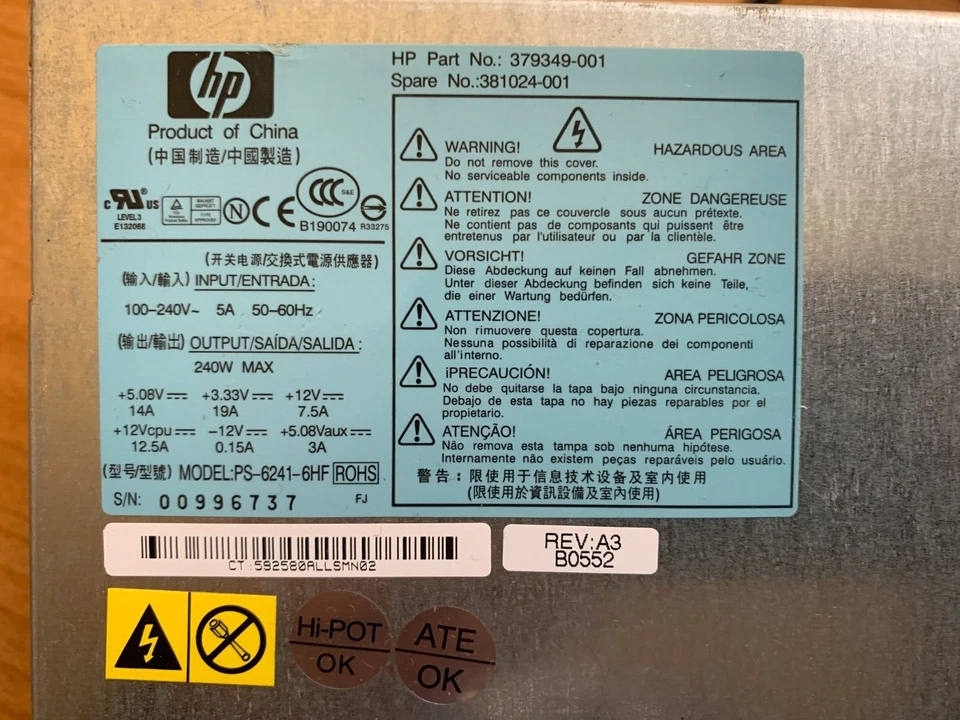 hp
Product of China
(中国制造/中國製造)
c RU ® US
LEVEL 3
E132068
TYPE
APPROVED
N
CE
CCC S&E
B190074
R33275
(开关电源/交換式電源供應器)
(输入/輸入) INPUT/ENTRADA:
100-240V~ 5A 50-60Hz
(输出/輸出) OUTPUT/SAÍDA/SALIDA:
240W MAX
+5.08V +3.33V +12V
14A 19A 7.5A
+12Vcpu -12V +5.08Vaux
12.5A 0.15A 3A
(型号/型號) MODEL:PS-6241-6HF ROHS
S/N: 00996737 FJ
HP Part No.: 379349-001
Spare No.:381024-001
WARNING! HAZARDOUS AREA
Do not remove this cover.
No serviceable components inside.
ATTENTION! ZONE DANGEREUSE
Ne retirez pas ce couvercle sous aucun prétexte.
Ne contient pas de composants qui puissent être
entretenus par l'utilisateur ou par la clientèle.
VORSICHT! GEFAHR ZONE
Diese Abdeckung auf keinen Fall abnehmen.
Unter dieser Abdeckung befinden sich keine Teile,
die einer Wartung bedürfen.
ATTENZIONE! ZONA PERICOLOSA
Non rimuovere questa copertura.
Nessuna possibilità di reparazione dei componenti
all'interno.
¡PRECAUCIÓN! AREA PELIGROSA
No debe quitarse la tapa bajo ninguna circunstancia.
Debajo de esta tapa no hay piezas reparables por el
propietario.
ATENÇÃO! ÁREA PERIGOSA
Não remova esta tampa sob nenhuma hipótese.
Internamente não existem peças reparáveis pelo usuário.
警告:限使用于信息技术设备及室内使用
(限使用於資訊設備及室內使用)
CT:592580ALLSMN02
REV:A3
B0552
Hi-POT
OK
ATE
OK